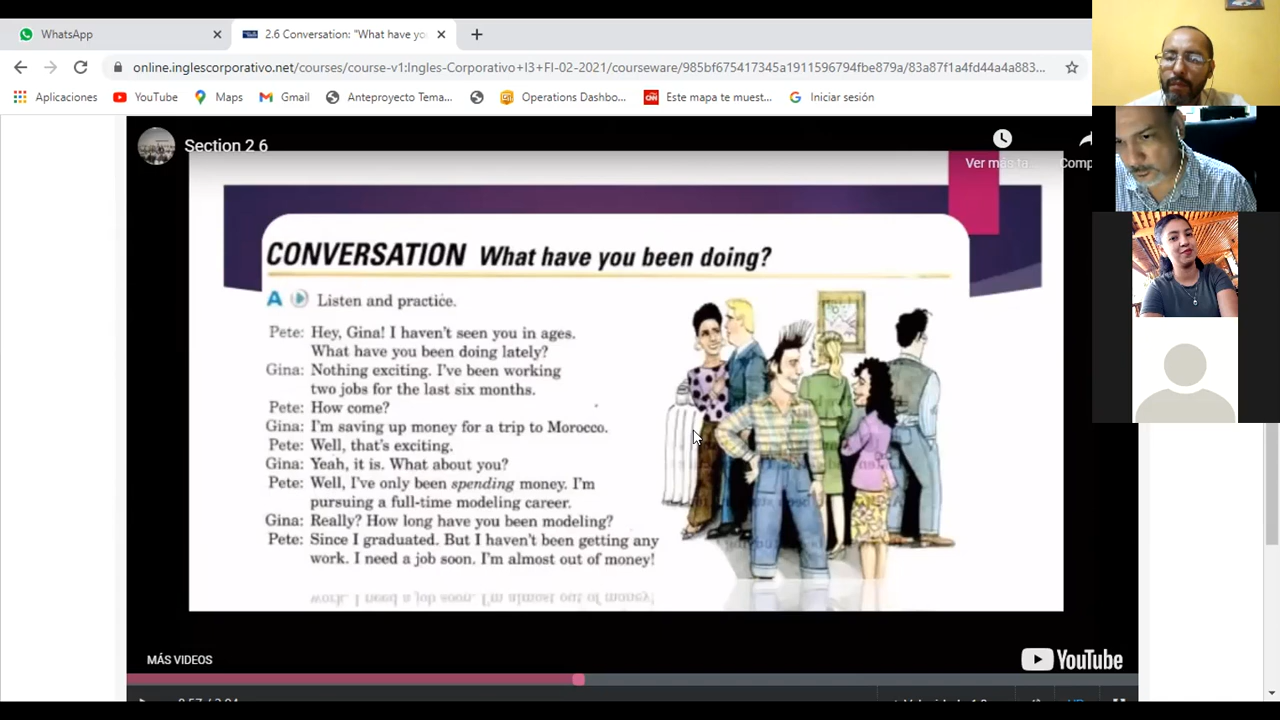 WhatsApp
2.6 Conversation: "What have yo
online.inglescorporativo.net/courses/course-v1:Ingles-Corporativo+I3+FI-02-2021/courseware/985bf675417345a1911596794fbe879a/83a87f1a4fd44a4a883...
Aplicaciones YouTube Maps Gmail Anteproyecto Tema... Operations Dashbo... Este mapa te muest... Iniciar sesión
Section 2 6
Ver más ta... Comp
CONVERSATION What have you been doing?
A Listen and practice.
Pete: Hey, Gina! I haven't seen you in ages.
What have you been doing lately?
Gina: Nothing exciting. I've been working
two jobs for the last six months.
Pete: How come?
Gina: I'm saving up money for a trip to Morocco.
Pete: Well, that's exciting.
Gina: Yeah, it is. What about you?
Pete: Well, I've only been spending money. I'm
pursuing a full-time modeling career.
Gina: Really? How long have you been modeling?
Pete: Since I graduated. But I haven't been getting any
work. I need a job soon. I'm almost out of money!
MÁS VIDEOS
YouTube